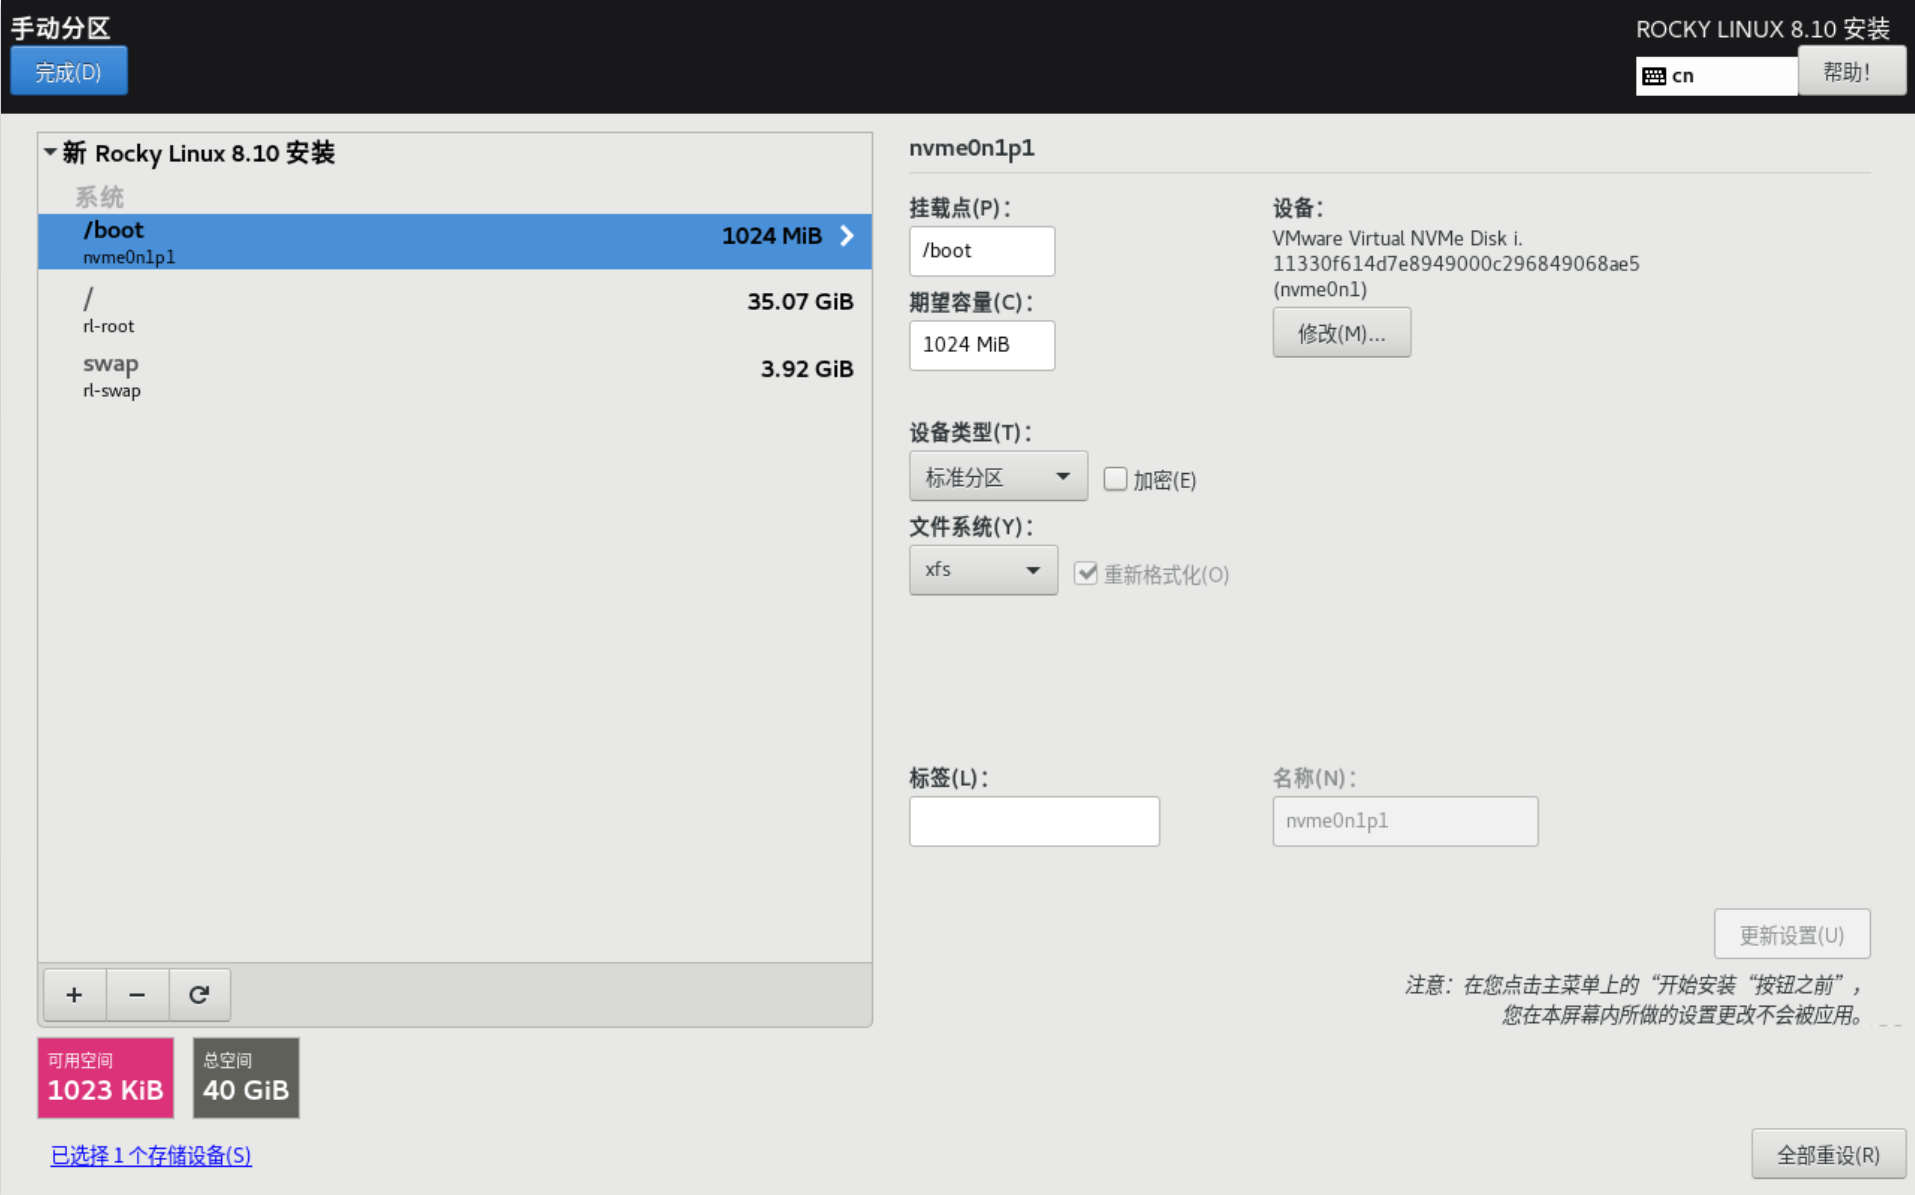 手动分区
完成(D)
ROCKY LINUX 8.10 安装
cn
帮助！
新 Rocky Linux 8.10 安装
系统
/boot
1024 MiB
nvme0n1p1
/
35.07 GiB
rl-root
swap
3.92 GiB
rl-swap
可用空间
1023 KiB
总空间
40 GiB
已选择 1 个存储设备(S)
nvme0n1p1
挂载点(P)：
/boot
期望容量(C)：
1024 MiB
设备：
VMware Virtual NVMe Disk i.
11330f614d7e8949000c296849068ae5
(nvme0n1)
修改(M)...
设备类型(T)：
标准分区
加密(E)
文件系统(Y)：
xfs
重新格式化(O)
标签(L)：
名称(N)：
nvme0n1p1
更新设置(U)
注意：在您点击主菜单上的“开始安装“按钮之前”，
您在本屏幕内所做的设置更改不会被应用。
全部重设(R)